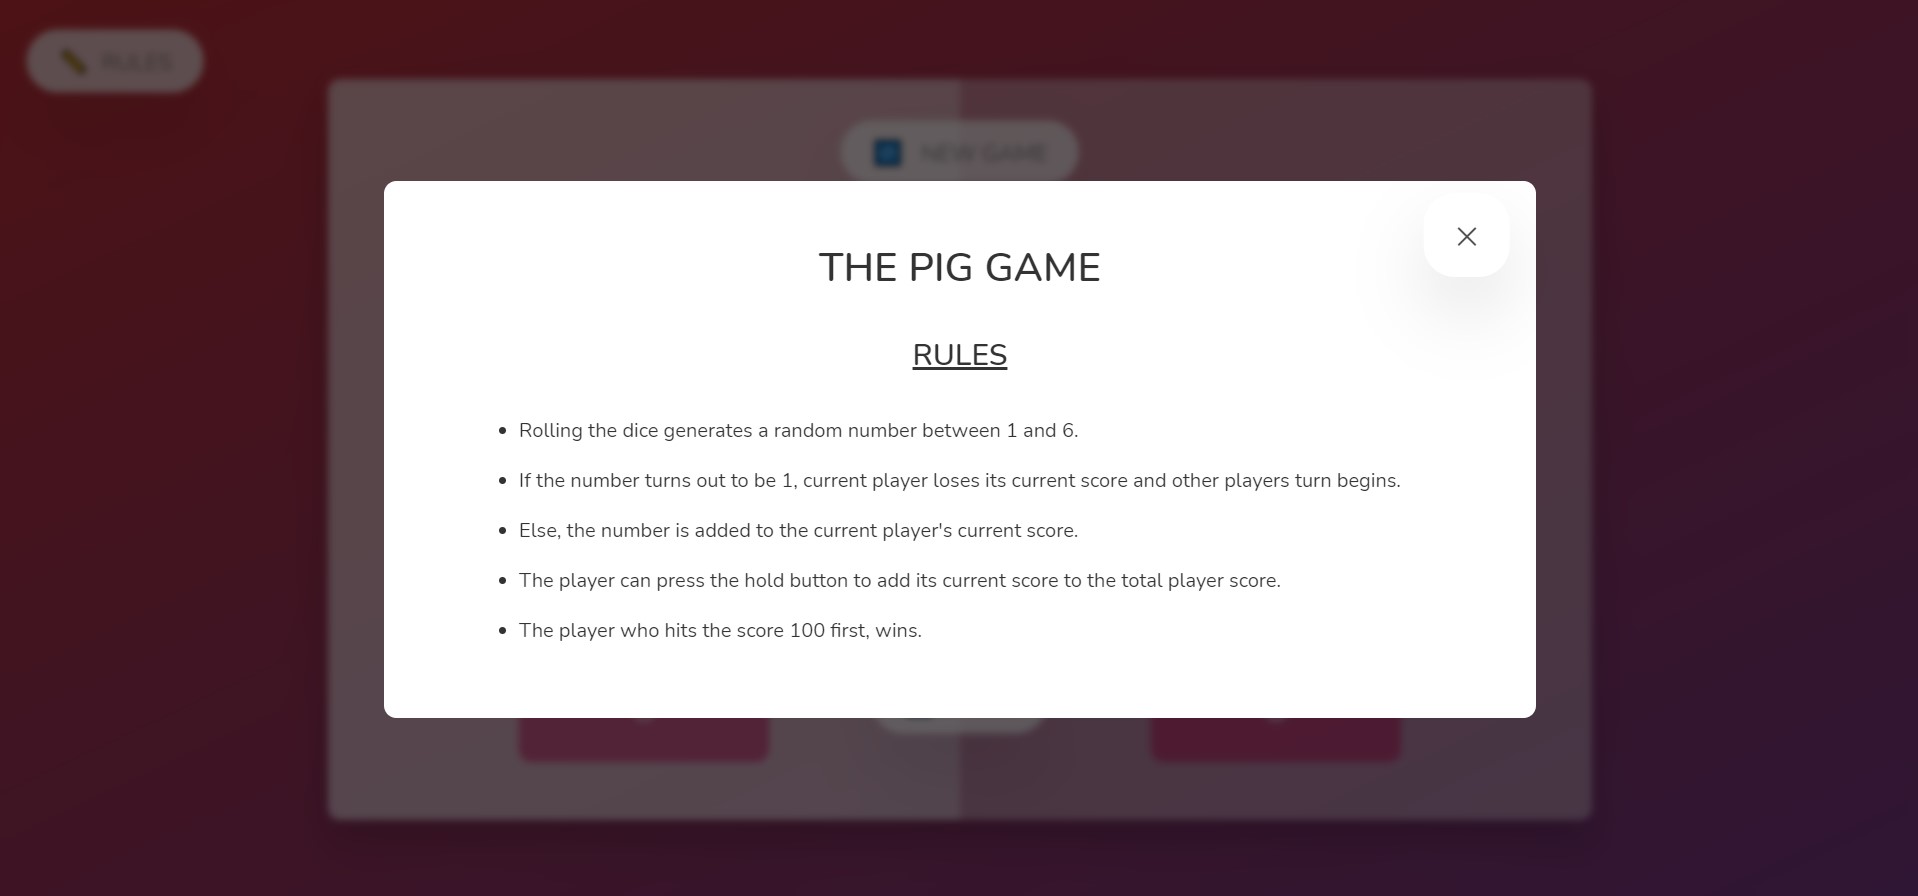 RULES
NEW GAME
THE PIG GAME
RULES
Rolling the dice generates a random number between 1 and 6.
If the number turns out to be 1, current player loses its current score and other players turn begins.
Else, the number is added to the current player's current score.
The player can press the hold button to add its current score to the total player score.
The player who hits the score 100 first, wins.